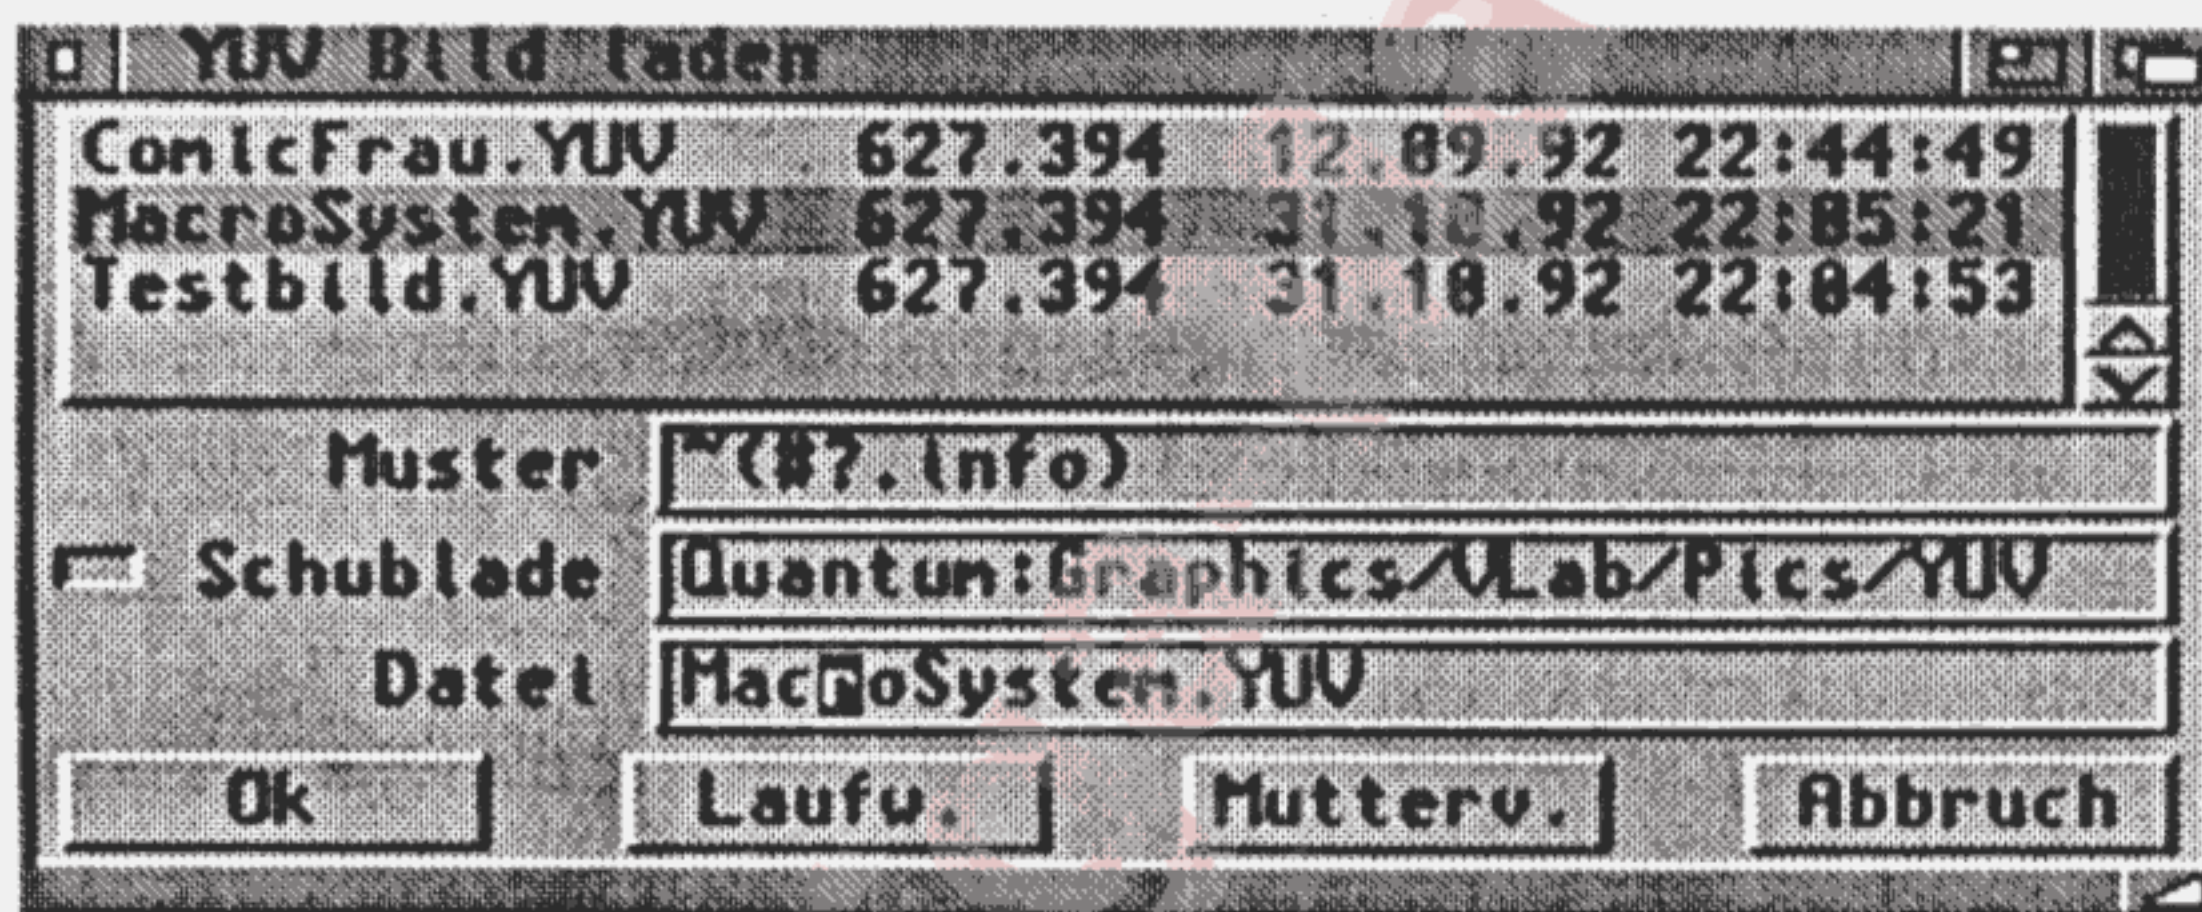 YUV Bild laden
ComicFrau.YUV 627.394 12.09.92 22:44:49
MacroSystem.YUV 627.394 31.10.92 22:05:21
Testbild.YUV 627.394 31.10.92 22:04:53
Muster ~(#?.info)
Schublade Quantum:Graphics/VLab/Pics/YUV
Datei MacroSystem.YUV
Ok Laufw. Mutterv. Abbruch